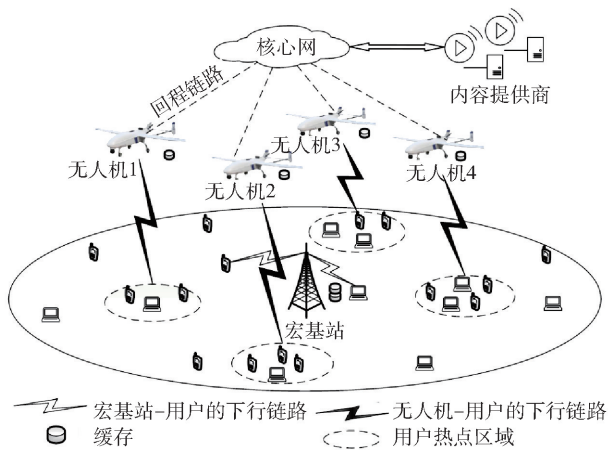 核心网
内容提供商
回程链路
无人机1
无人机2
无人机3
无人机4
宏基站
宏基站-用户的下行链路
无人机-用户的下行链路
缓存
用户热点区域